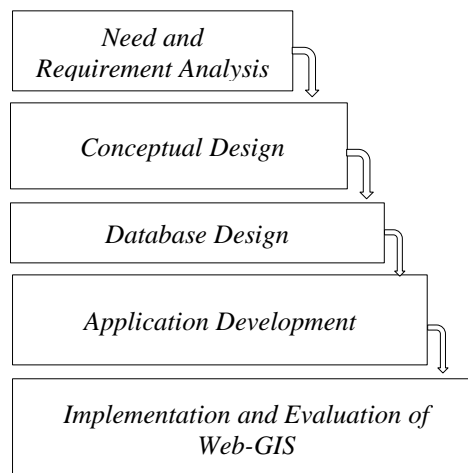 Need and
Requirement Analysis
Conceptual Design
Database Design
Application Development
Implementation and Evaluation of
Web-GIS